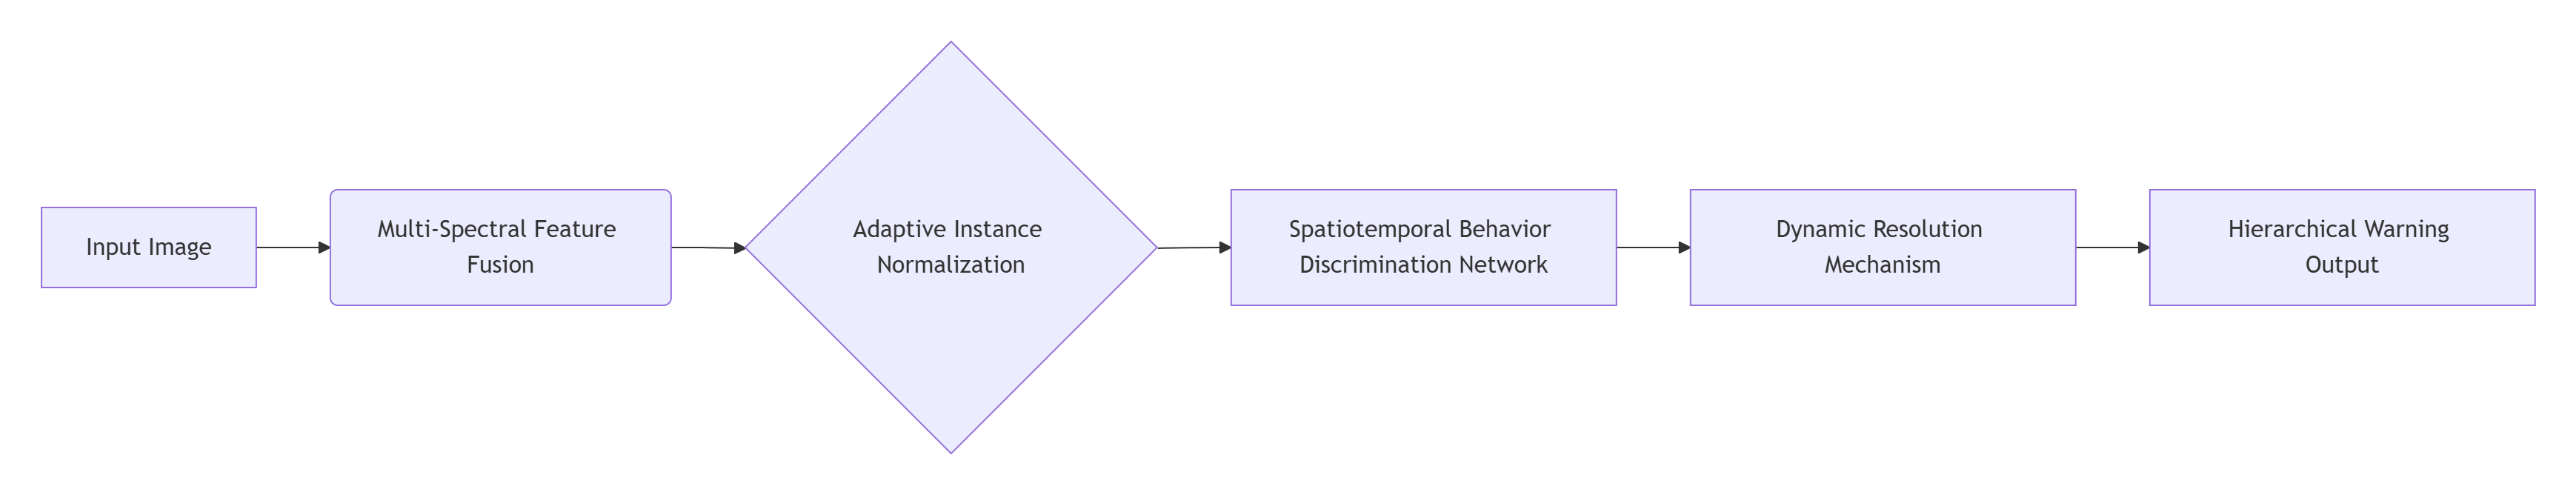 Input Image
Multi-Spectral Feature
Fusion
Adaptive Instance
Normalization
Spatiotemporal Behavior
Discrimination Network
Dynamic Resolution
Mechanism
Hierarchical Warning
Output